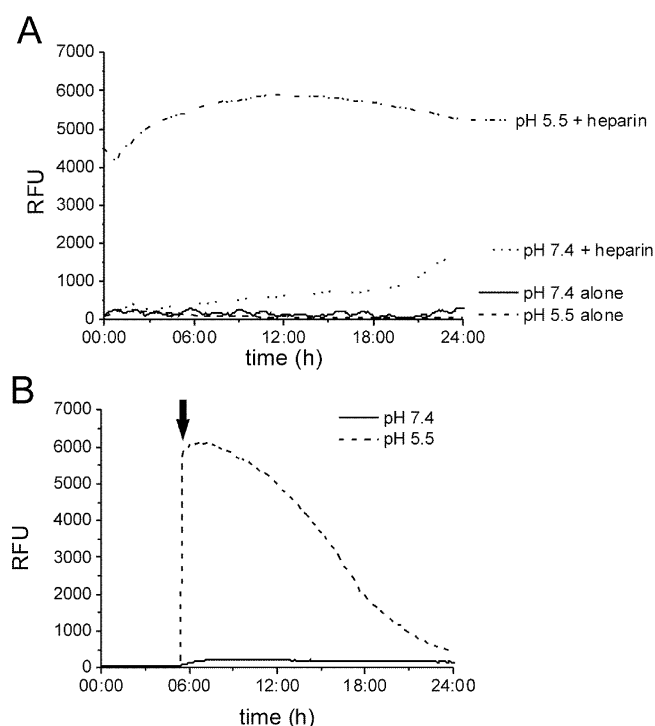 A
7000
6000
5000
4000
3000
2000
1000
0
RFU
00:00 06:00 12:00 18:00 24:00
time (h)
pH 5.5 + heparin
pH 7.4 + heparin
pH 7.4 alone
pH 5.5 alone
B
7000
6000
5000
4000
3000
2000
1000
0
RFU
00:00 06:00 12:00 18:00 24:00
time (h)
pH 7.4
pH 5.5